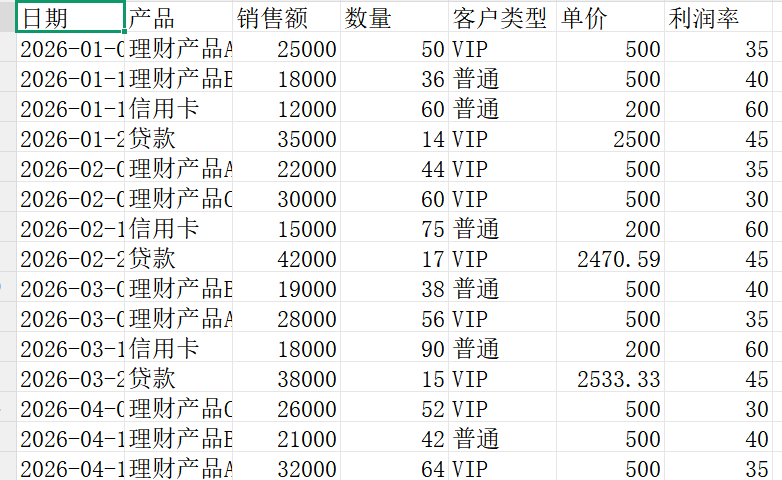 日期 产品 销售额 数量 客户类型 单价 利润率
2026-01-0 理财产品A 25000 50 VIP 500 35
2026-01-1 理财产品B 18000 36 普通 500 40
2026-01-1 信用卡 12000 60 普通 200 60
2026-01-2 贷款 35000 14 VIP 2500 45
2026-02-0 理财产品A 22000 44 VIP 500 35
2026-02-0 理财产品C 30000 60 VIP 500 30
2026-02-1 信用卡 15000 75 普通 200 60
2026-02-2 贷款 42000 17 VIP 2470.59 45
2026-03-0 理财产品B 19000 38 普通 500 40
2026-03-0 理财产品A 28000 56 VIP 500 35
2026-03-1 信用卡 18000 90 普通 200 60
2026-03-2 贷款 38000 15 VIP 2533.33 45
2026-04-0 理财产品C 26000 52 VIP 500 30
2026-04-1 理财产品B 21000 42 普通 500 40
2026-04-1 理财产品A 32000 64 VIP 500 35